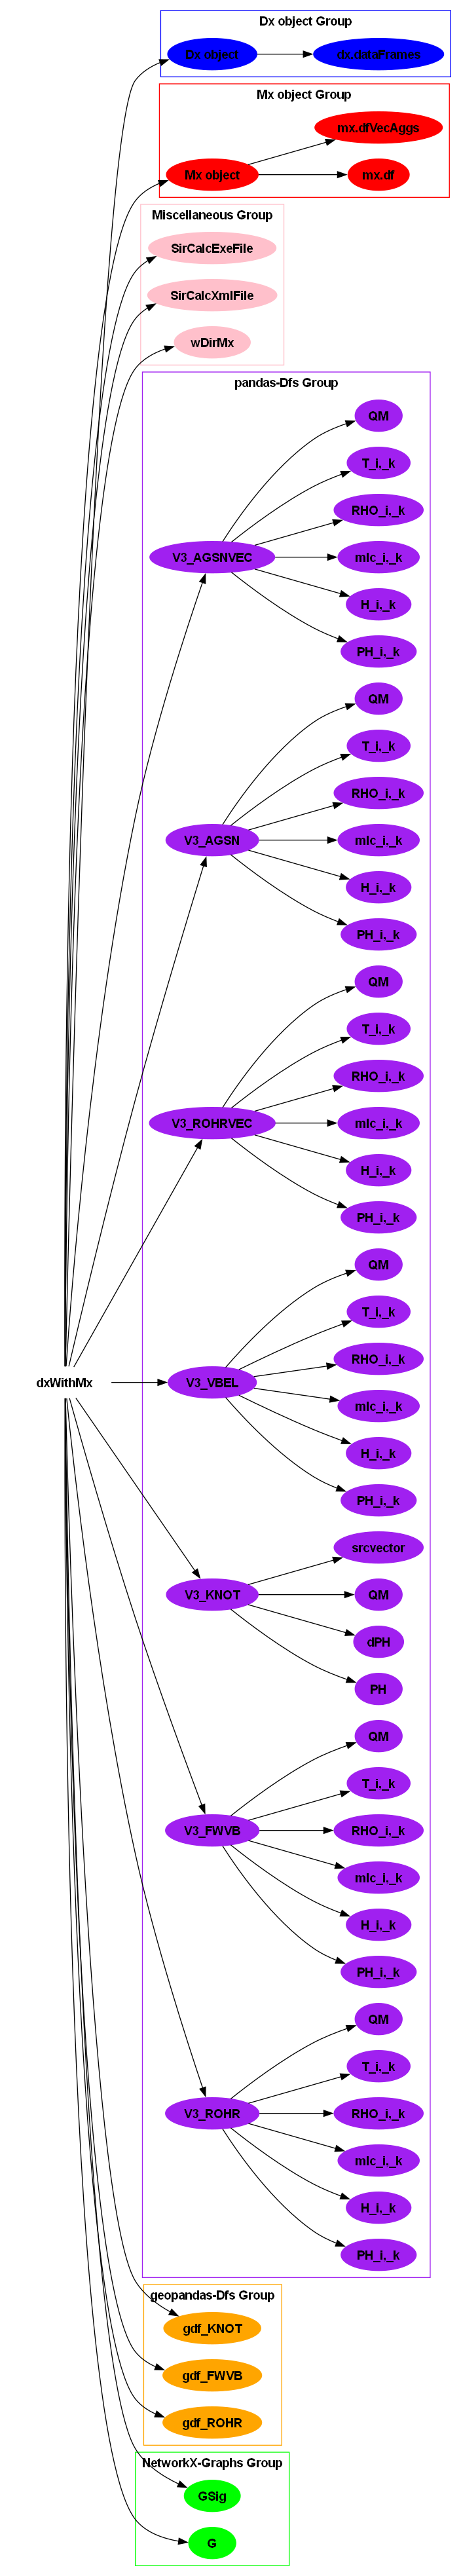 Dx object Group
Dx object
dx.dataFrames
Mx object Group
mx.dfVecAggs
Mx object
mx.df
Miscellaneous Group
SirCalcExeFile
SirCalcXmlFile
wDirMx
pandas-Dfs Group
QM
T_i,_k
RHO_i,_k
V3_AGSNVEC
mlc_i,_k
H_i,_k
PH_i,_k
QM
T_i,_k
RHO_i,_k
V3_AGSN
mlc_i,_k
H_i,_k
PH_i,_k
QM
T_i,_k
RHO_i,_k
V3_ROHRVEC
mlc_i,_k
H_i,_k
PH_i,_k
QM
T_i,_k
RHO_i,_k
dxWithMx
V3_VBEL
mlc_i,_k
H_i,_k
PH_i,_k
srcvector
V3_KNOT
QM
dPH
PH
QM
T_i,_k
V3_FWVB
RHO_i,_k
mlc_i,_k
H_i,_k
PH_i,_k
QM
T_i,_k
V3_ROHR
RHO_i,_k
mlc_i,_k
H_i,_k
PH_i,_k
geopandas-Dfs Group
gdf_KNOT
gdf_FWVB
gdf_ROHR
NetworkX-Graphs Group
GSig
G